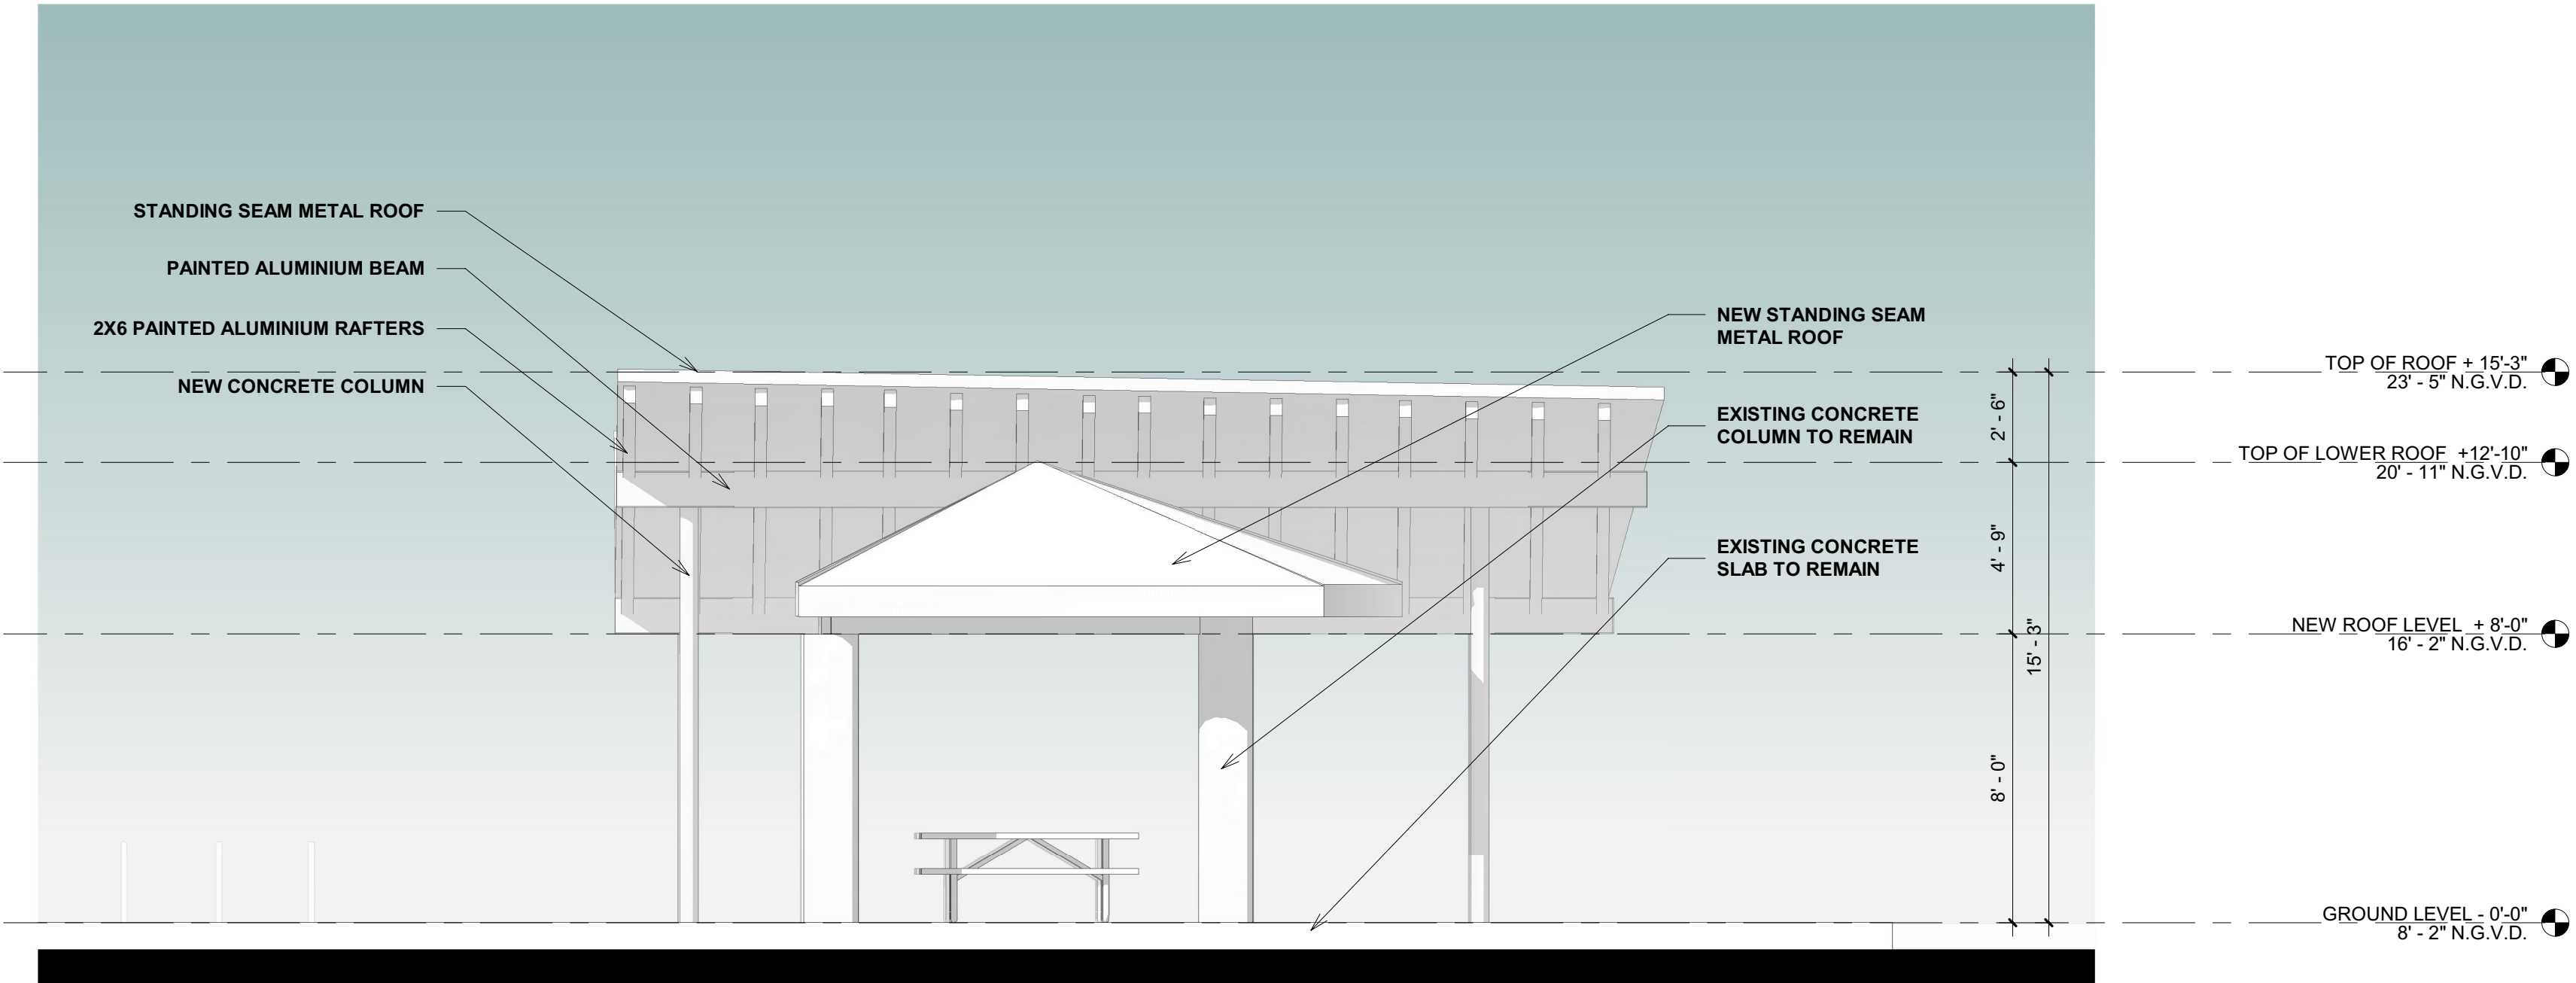 STANDING SEAM METAL ROOF
PAINTED ALUMINIUM BEAM
2X6 PAINTED ALUMINIUM RAFTERS
NEW CONCRETE COLUMN
NEW STANDING SEAM
METAL ROOF
EXISTING CONCRETE
COLUMN TO REMAIN
EXISTING CONCRETE
SLAB TO REMAIN
2' - 6"
4' - 9"
8' - 0"
15' - 3"
TOP OF ROOF + 15'-3"
23' - 5" N.G.V.D.
TOP OF LOWER ROOF +12'-10"
20' - 11" N.G.V.D.
NEW ROOF LEVEL + 8'-0"
16' - 2" N.G.V.D.
GROUND LEVEL - 0'-0"
8' - 2" N.G.V.D.